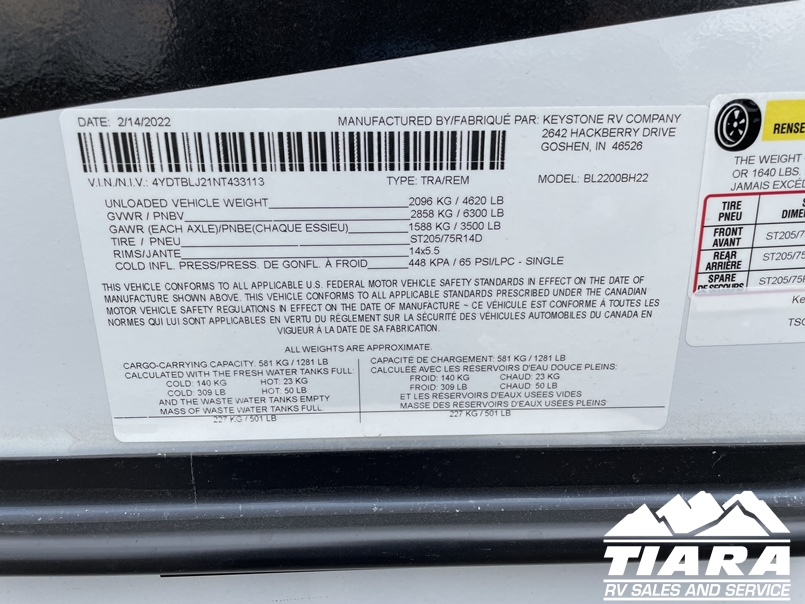 DATE: 2/14/2022
MANUFACTURED BY/FABRIQUÉ PAR: KEYSTONE RV COMPANY
2642 HACKBERRY DRIVE
GOSHEN, IN 46526
V.I.N./N.I.V.: 4YDTBLJ21NT433113 TYPE: TRA/REM MODEL: BL2200BH22
UNLOADED VEHICLE WEIGHT 2096 KG / 4620 LB
GVWR / PNBV 2858 KG / 6300 LB
GAWR (EACH AXLE)/PNBE(CHAQUE ESSIEU) 1588 KG / 3500 LB
TIRE / PNEU ST205/75R14D
RIMS/JANTE 14x5.5
COLD INFL. PRESS/PRESS. DE GONFL. À FROID 448 KPA / 65 PSI/LPC - SINGLE
THIS VEHICLE CONFORMS TO ALL APPLICABLE U.S. FEDERAL MOTOR VEHICLE SAFETY STANDARDS IN EFFECT ON THE DATE OF
MANUFACTURE SHOWN ABOVE. THIS VEHICLE CONFORMS TO ALL APPLICABLE STANDARDS PRESCRIBED UNDER THE CANADIAN
MOTOR VEHICLE SAFETY REGULATIONS IN EFFECT ON THE DATE OF MANUFACTURE ~ CE VÉHICULE EST CONFORME À TOUTES LES
NORMES QUI LUI SONT APPLICABLES EN VERTU DU RÈGLEMENT SUR LA SÉCURITÉ DES VÉHICULES AUTOMOBILES DU CANADA EN
VIGUEUR À LA DATE DE SA FABRICATION.
ALL WEIGHTS ARE APPROXIMATE.
CARGO-CARRYING CAPACITY: 581 KG / 1281 LB
CALCULATED WITH THE FRESH WATER TANKS FULL:
COLD: 140 KG HOT: 23 KG
COLD: 309 LB HOT: 50 LB
AND THE WASTE WATER TANKS EMPTY
MASS OF WASTE WATER TANKS FULL
227 KG / 501 LB
CAPACITÉ DE CHARGEMENT: 581 KG / 1281 LB
CALCULÉE AVEC LES RÉSERVOIRS D'EAU DOUCE PLEINS:
FROID: 140 KG CHAUD: 23 KG
FROID: 309 LB CHAUD: 50 LB
ET LES RÉSERVOIRS D'EAUX USÉES VIDES
MASSE DES RÉSERVOIRS D'EAUX USÉES PLEINS
227 KG / 501 LB
RENSE
THE WEIGHT
OR 1640 LBS.
JAMAIS EXCÉD
TIRE
PNEU
DIME
FRONT
AVANT
ST205/75
REAR
ARRIÈRE
ST205/75
SPARE
DE SECOURS
ST205/75
Ke
TSC
TIARA
RV SALES AND SERVICE